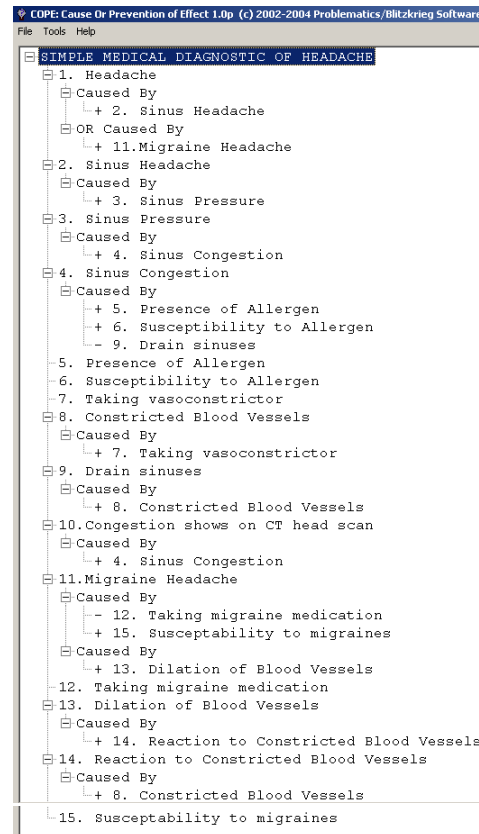 COPE: Cause Or Prevention of Effect 1.0p (c) 2002-2004 Problematics/Blitzkrieg Software
File Tools Help
SIMPLE MEDICAL DIAGNOSTIC OF HEADACHE
1. Headache
Caused By
+ 2. Sinus Headache
OR Caused By
+ 11.Migraine Headache
2. Sinus Headache
Caused By
+ 3. Sinus Pressure
3. Sinus Pressure
Caused By
+ 4. Sinus Congestion
4. Sinus Congestion
Caused By
+ 5. Presence of Allergen
+ 6. Susceptibility to Allergen
- 9. Drain sinuses
5. Presence of Allergen
6. Susceptibility to Allergen
7. Taking vasoconstrictor
8. Constricted Blood Vessels
Caused By
+ 7. Taking vasoconstrictor
9. Drain sinuses
Caused By
+ 8. Constricted Blood Vessels
10.Congestion shows on CT head scan
Caused By
+ 4. Sinus Congestion
11.Migraine Headache
Caused By
- 12. Taking migraine medication
+ 15. Susceptability to migraines
Caused By
+ 13. Dilation of Blood Vessels
12. Taking migraine medication
13. Dilation of Blood Vessels
Caused By
+ 14. Reaction to Constricted Blood Vessels
14. Reaction to Constricted Blood Vessels
Caused By
+ 8. Constricted Blood Vessels
15. Susceptability to migraines